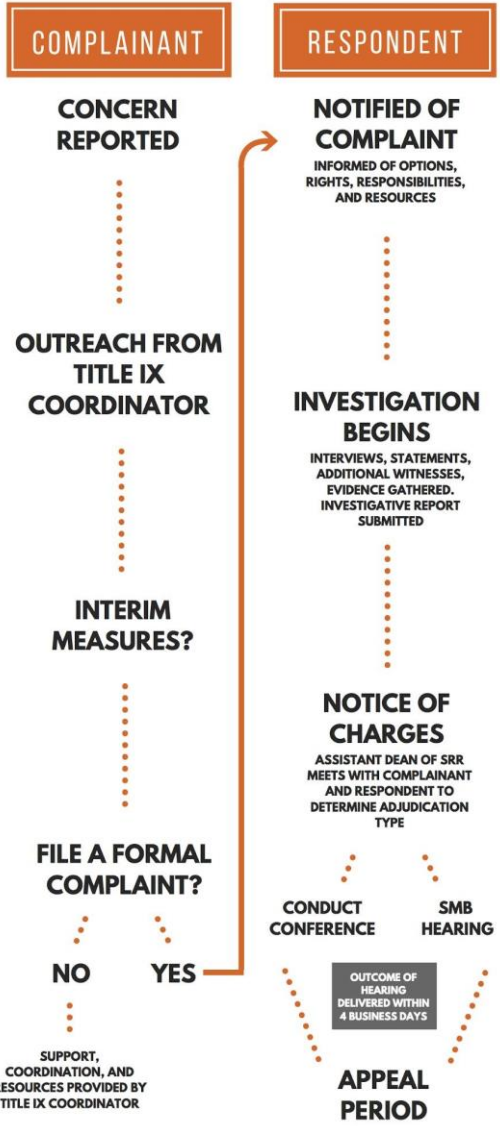 COMPLAINANT
CONCERN
REPORTED
OUTREACH FROM
TITLE IX
COORDINATOR
INTERIM
MEASURES?
FILE A FORMAL
COMPLAINT?
NO
YES
SUPPORT,
COORDINATION, AND
RESOURCES PROVIDED BY
TITLE IX COORDINATOR
RESPONDENT
NOTIFIED OF
COMPLAINT
INFORMED OF OPTIONS,
RIGHTS, RESPONSIBILITIES,
AND RESOURCES
INVESTIGATION
BEGINS
INTERVIEWS, STATEMENTS,
ADDITIONAL WITNESSES,
EVIDENCE GATHERED.
INVESTIGATIVE REPORT
SUBMITTED
NOTICE OF
CHARGES
ASSISTANT DEAN OF SRR
MEETS WITH COMPLAINANT
AND RESPONDENT TO
DETERMINE ADJUDICATION
TYPE
CONDUCT
CONFERENCE
SMB
HEARING
OUTCOME OF
HEARING
DELIVERED WITHIN
4 BUSINESS DAYS
APPEAL
PERIOD